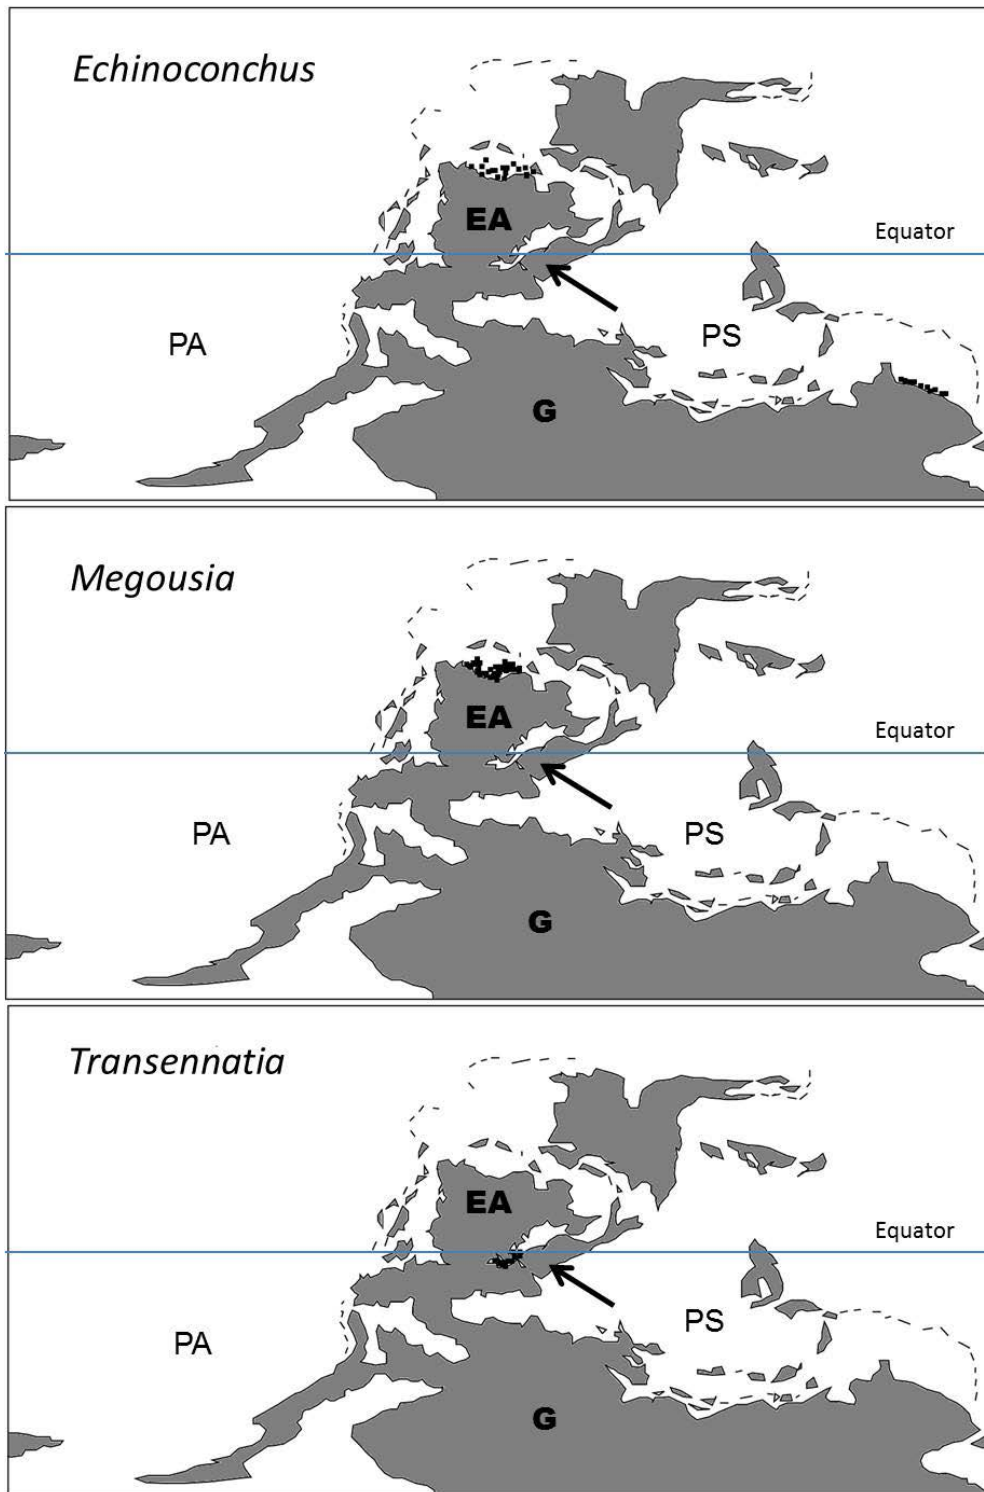 Echinoconchus
EA
Equator
PA
PS
G
Megousia
EA
Equator
PA
PS
G
Transennatia
EA
Equator
PA
PS
G